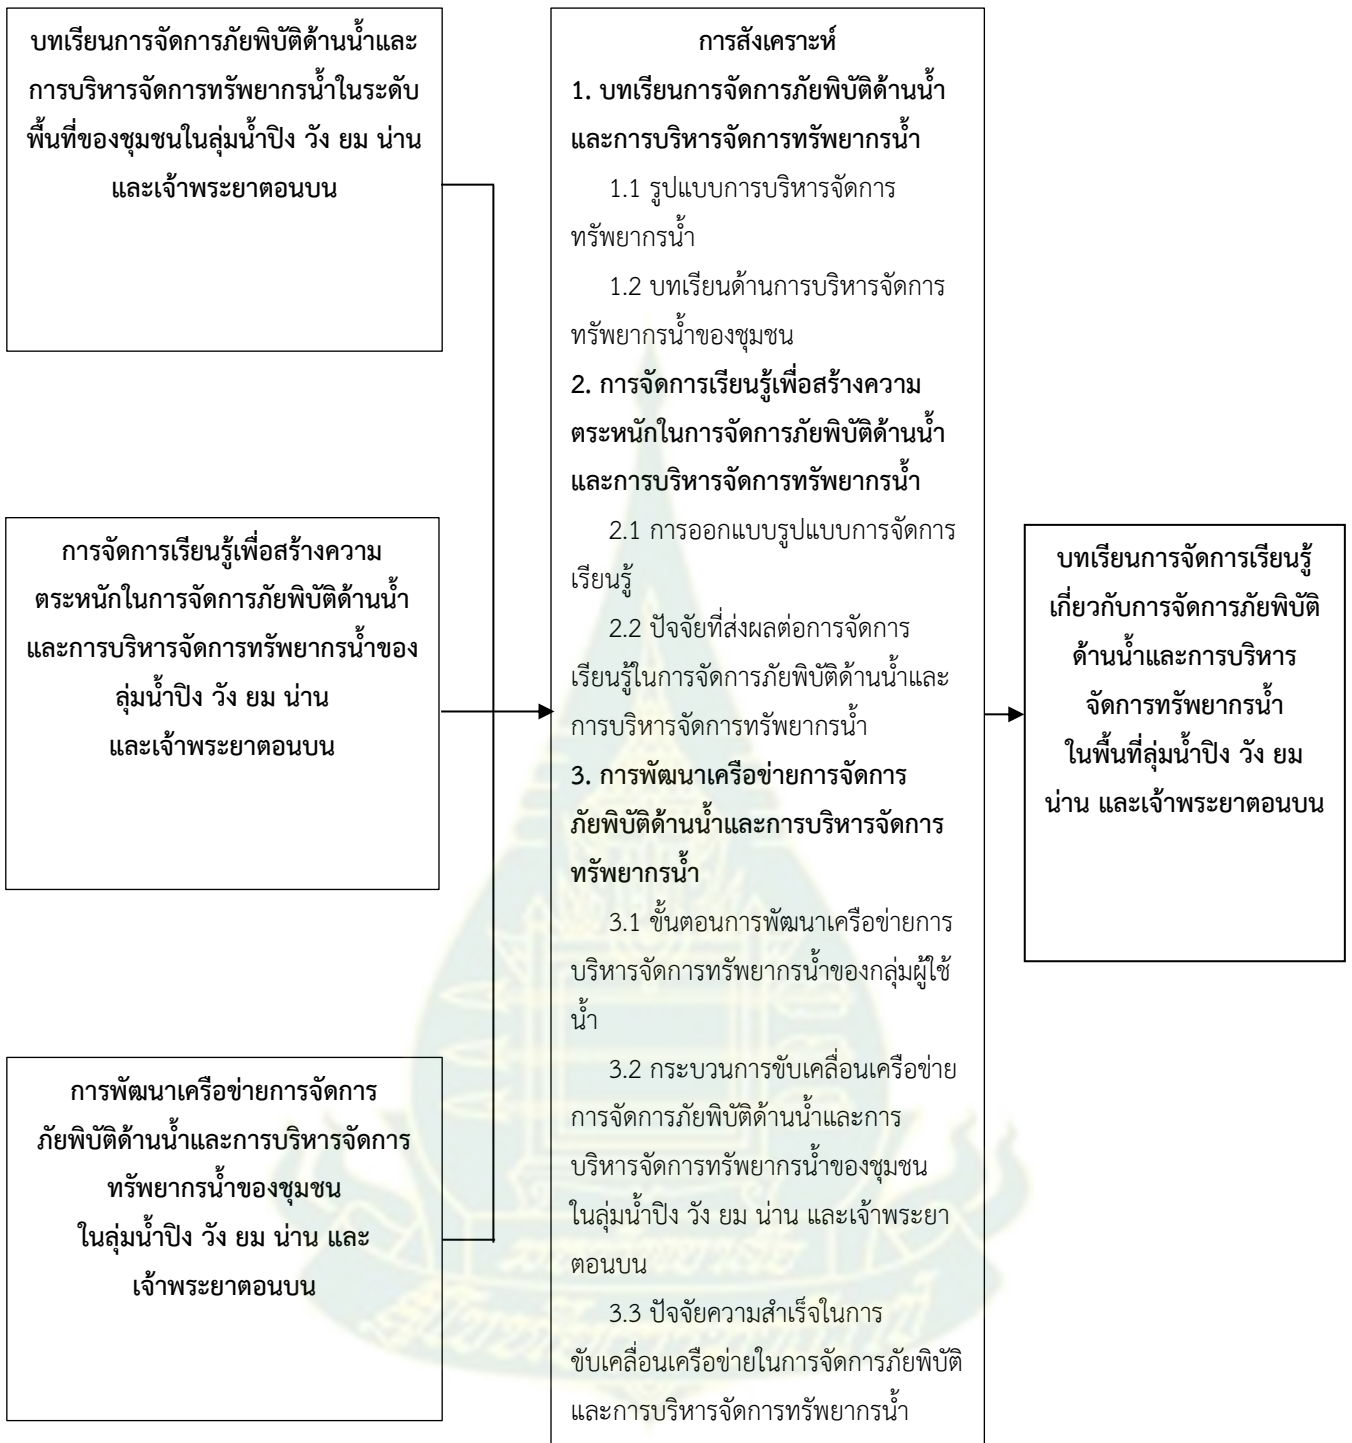 บทเรียนการจัดการภัยพิบัติด้านน้ำและ
การบริหารจัดการทรัพยากรน้ำในระดับ
พื้นที่ของชุมชนในลุ่มน้ำปิง วัง ยม น่าน
และเจ้าพระยาตอนบน
การจัดการเรียนรู้เพื่อสร้างความ
ตระหนักในการจัดการภัยพิบัติด้านน้ำ
และการบริหารจัดการทรัพยากรน้ำของ
ลุ่มน้ำปิง วัง ยม น่าน
และเจ้าพระยาตอนบน
การพัฒนาเครือข่ายการจัดการ
ภัยพิบัติด้านน้ำและการบริหารจัดการ
ทรัพยากรน้ำของชุมชน
ในลุ่มน้ำปิง วัง ยม น่าน และ
เจ้าพระยาตอนบน
การสังเคราะห์
1. บทเรียนการจัดการภัยพิบัติด้านน้ำ
และการบริหารจัดการทรัพยากรน้ำ
1.1 รูปแบบการบริหารจัดการ
ทรัพยากรน้ำ
1.2 บทเรียนด้านการบริหารจัดการ
ทรัพยากรน้ำของชุมชน
2. การจัดการเรียนรู้เพื่อสร้างความ
ตระหนักในการจัดการภัยพิบัติด้านน้ำ
และการบริหารจัดการทรัพยากรน้ำ
2.1 การออกแบบรูปแบบการจัดการ
เรียนรู้
2.2 ปัจจัยที่ส่งผลต่อการจัดการ
เรียนรู้ในการจัดการภัยพิบัติด้านน้ำและ
การบริหารจัดการทรัพยากรน้ำ
3. การพัฒนาเครือข่ายการจัดการ
ภัยพิบัติด้านน้ำและการบริหารจัดการ
ทรัพยากรน้ำ
3.1 ขั้นตอนการพัฒนาเครือข่ายการ
บริหารจัดการทรัพยากรน้ำของกลุ่มผู้ใช้
น้ำ
3.2 กระบวนการขับเคลื่อนเครือข่าย
การจัดการภัยพิบัติด้านน้ำและการ
บริหารจัดการทรัพยากรน้ำของชุมชน
ในลุ่มน้ำปิง วัง ยม น่าน และเจ้าพระยา
ตอนบน
3.3 ปัจจัยความสำเร็จในการ
ขับเคลื่อนเครือข่ายในการจัดการภัยพิบัติ
และการบริหารจัดการทรัพยากรน้ำ
บทเรียนการจัดการเรียนรู้
เกี่ยวกับการจัดการภัยพิบัติ
ด้านน้ำและการบริหาร
จัดการทรัพยากรน้ำ
ในพื้นที่ลุ่มน้ำปิง วัง ยม
น่าน และเจ้าพระยาตอนบน